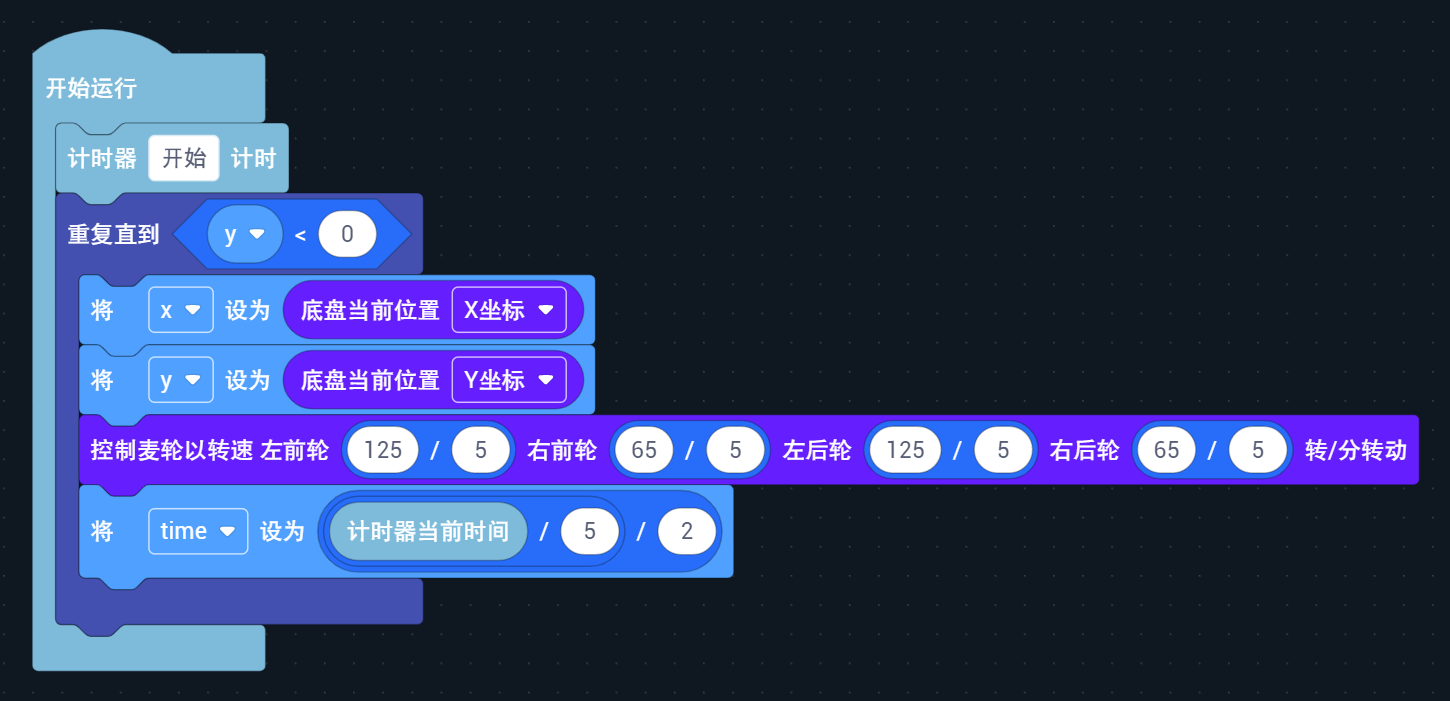 开始运行
计时器 开始 计时
重复直到 y < 0
将 x 设为 底盘当前位置 X坐标
将 y 设为 底盘当前位置 Y坐标
控制麦轮以转速 左前轮 125 / 5 右前轮 65 / 5 左后轮 125 / 5 右后轮 65 / 5 转/分转动
将 time 设为 计时器当前时间 / 5 / 2